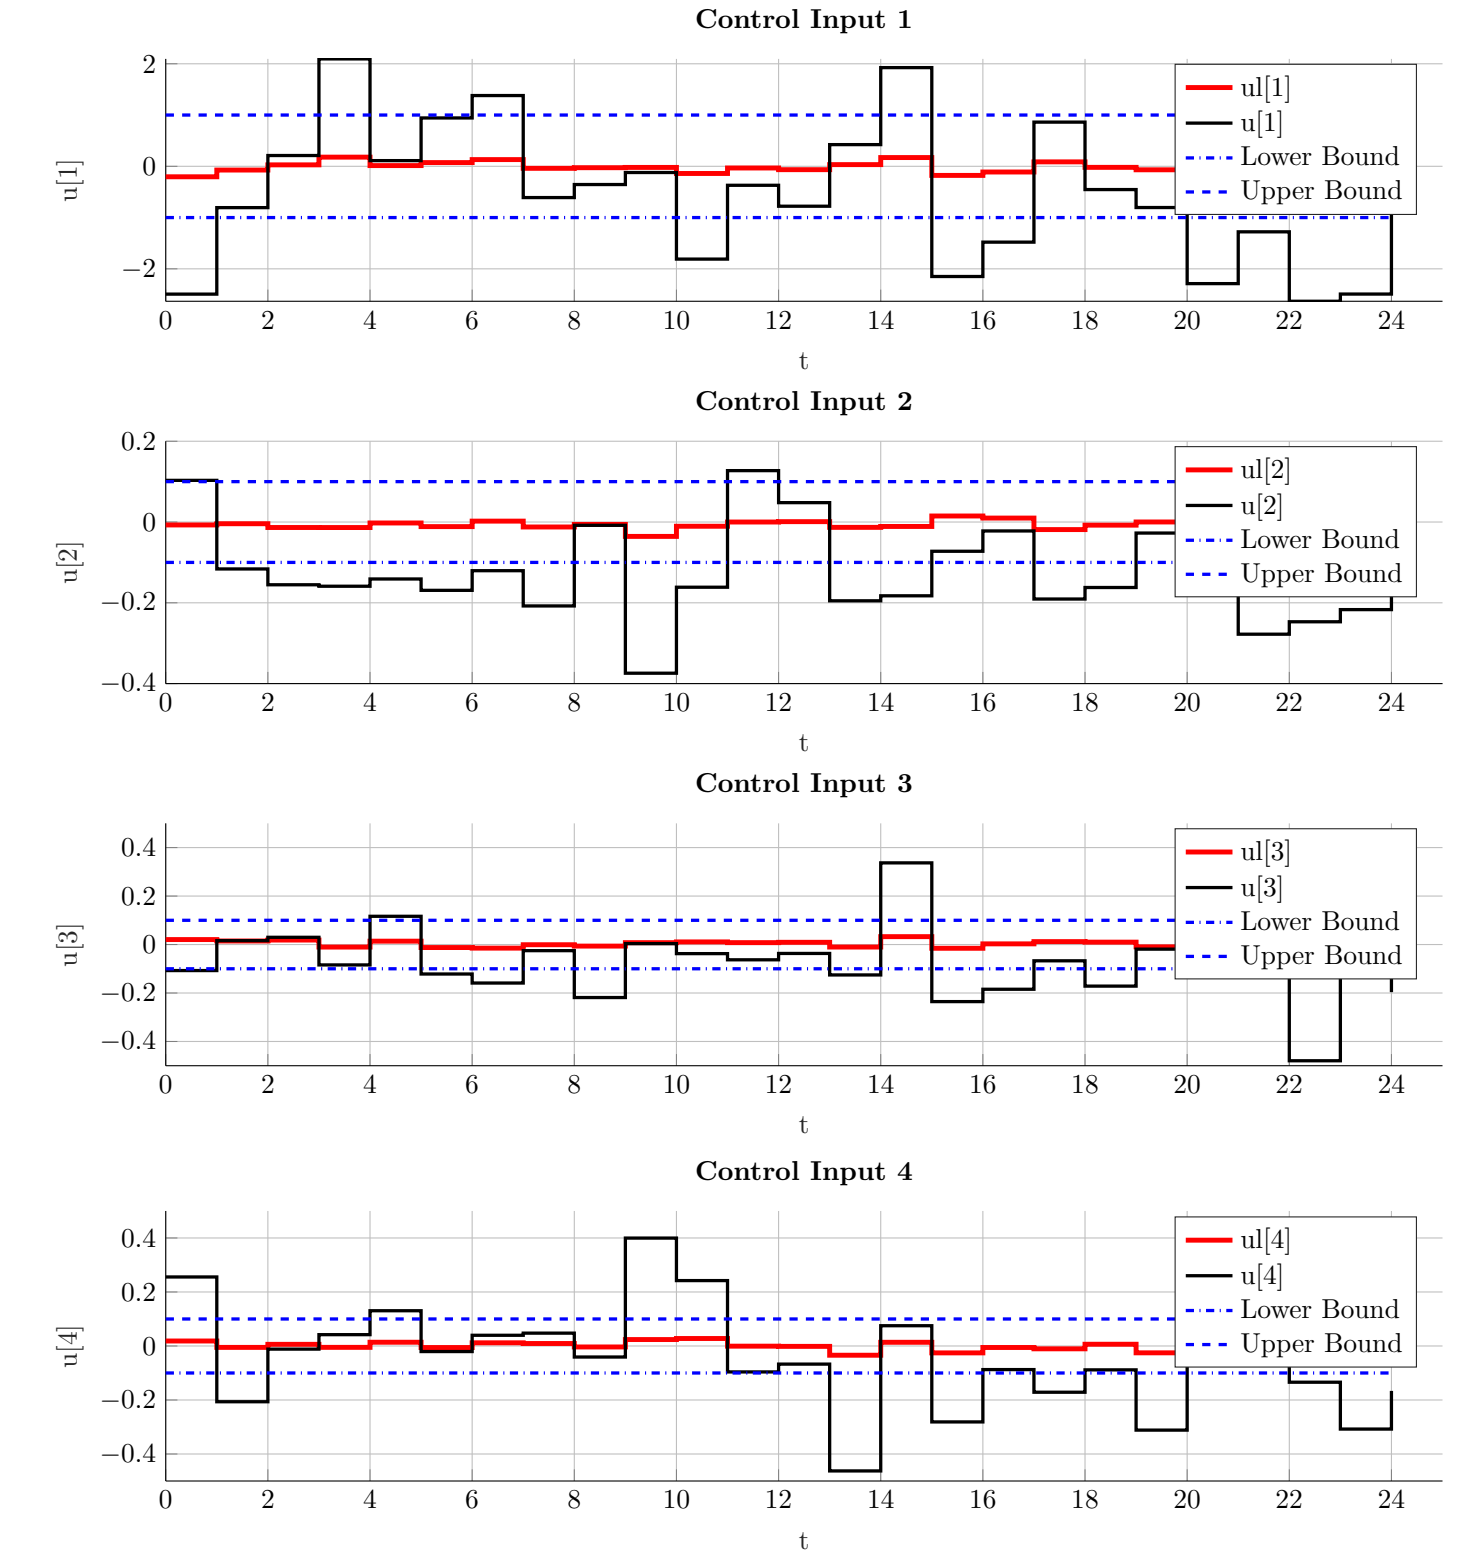 Control Input 1
2
0
−2
u[1]
ul[1]
u[1]
Lower Bound
Upper Bound
0 2 4 6 8 10 12 14 16 18 20 22 24
t
Control Input 2
0.2
0
−0.2
−0.4
u[2]
ul[2]
u[2]
Lower Bound
Upper Bound
0 2 4 6 8 10 12 14 16 18 20 22 24
t
Control Input 3
0.4
0.2
0
−0.2
−0.4
u[3]
ul[3]
u[3]
Lower Bound
Upper Bound
0 2 4 6 8 10 12 14 16 18 20 22 24
t
Control Input 4
0.4
0.2
0
−0.2
−0.4
u[4]
ul[4]
u[4]
Lower Bound
Upper Bound
0 2 4 6 8 10 12 14 16 18 20 22 24
t